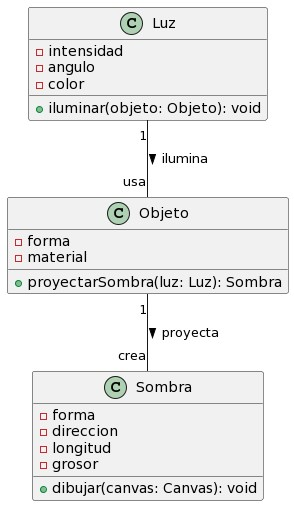 C Luz
intensidad
angulo
color
iluminar(objeto: Objeto): void
1
ilumina
usa
C Objeto
forma
material
proyectarSombra(luz: Luz): Sombra
1
proyecta
crea
C Sombra
forma
direccion
longitud
grosor
dibujar(canvas: Canvas): void